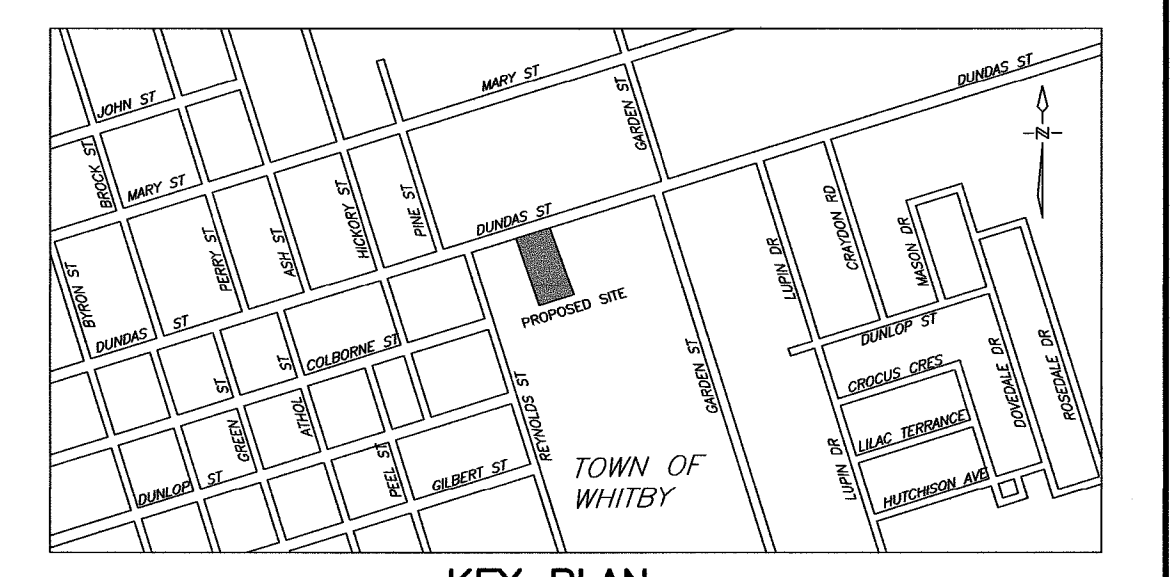 JOHN ST
BROCK ST
MARY ST
MARY ST
GARDEN ST
DUNDAS ST
N
BYRON ST
PERRY ST
ASH ST
HICKORY ST
PINE ST
DUNDAS ST
PROPOSED SITE
LUPIN DR
CRAYDON RD
MASON DR
DUNDAS ST
COLBORNE ST
DUNLOP ST
GREEN ST
ATHOL ST
REYNOLDS ST
GARDEN ST
CROCUS CRES
DOVEDALE DR
ROSEDALE DR
LILAC TERRANCE
LUPIN DR
HUTCHISON AVE
DUNLOP ST
PEEL ST
GILBERT ST
TOWN OF
WHITBY
KEY PLAN